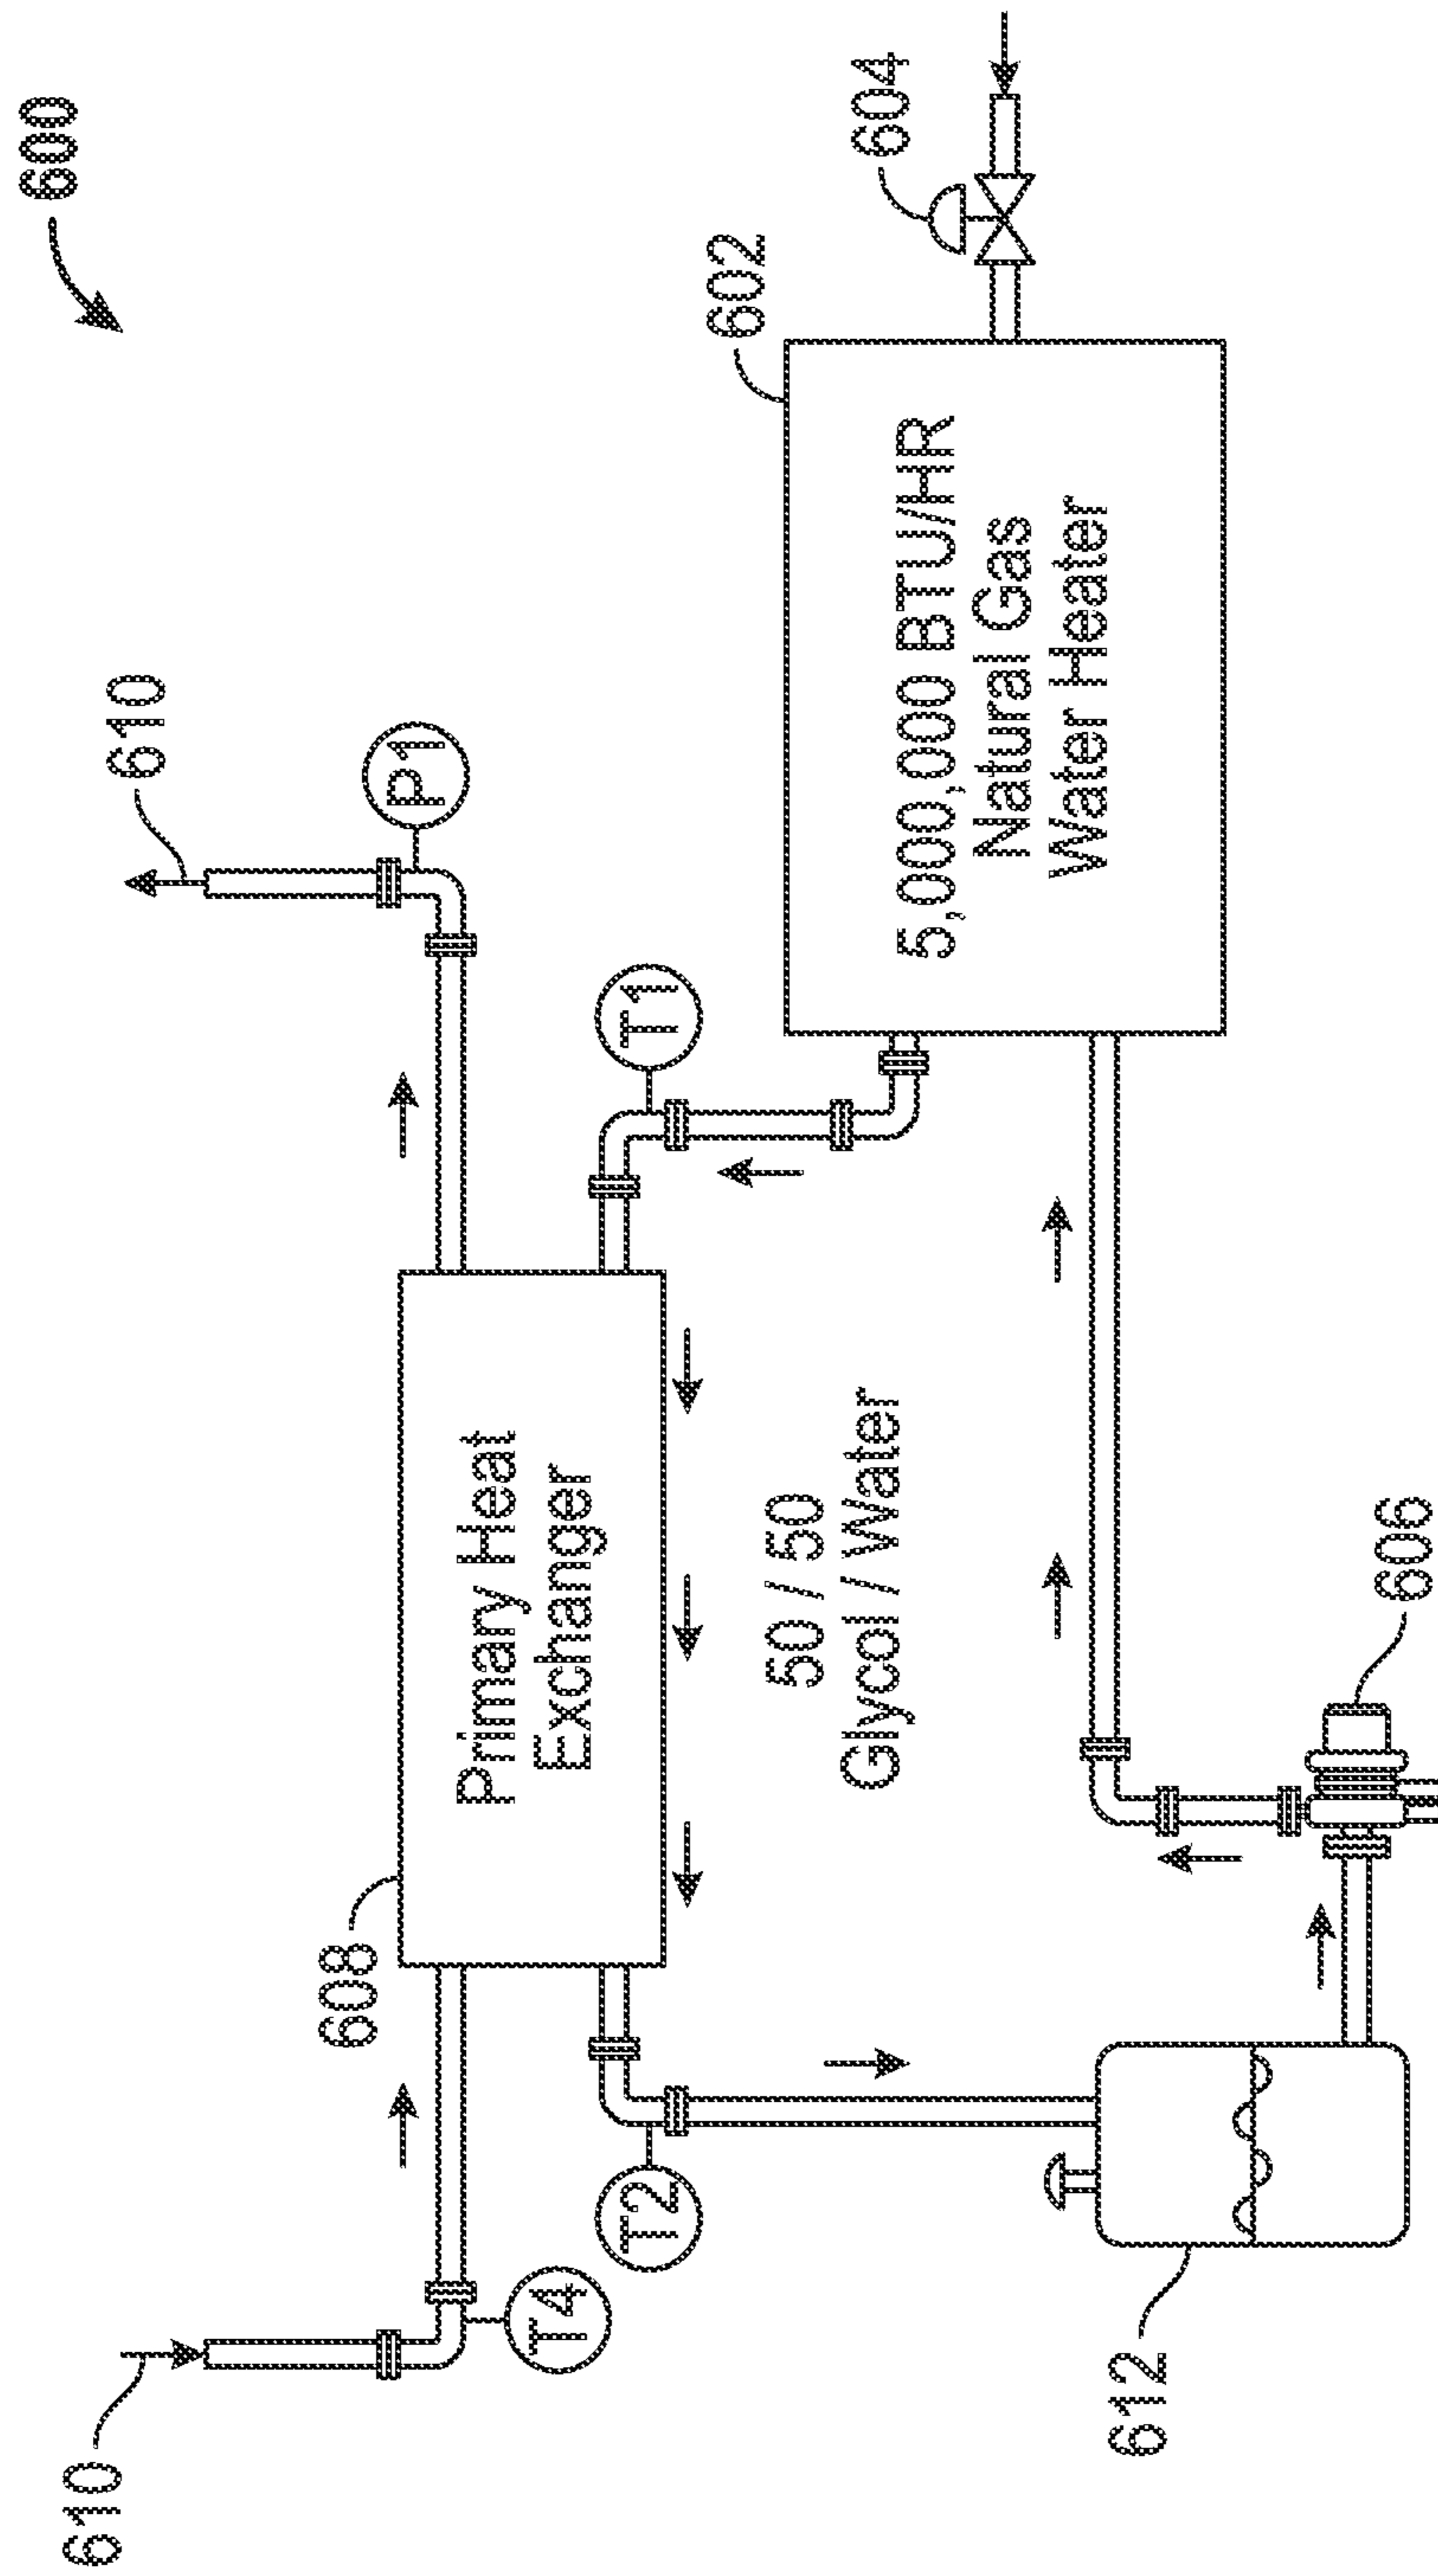 600
610
P1
604
602
5,000,000 BTU/HR
Natural Gas
Water Heater
T1
608
Primary Heat
Exchanger
50 / 50
Glycol / Water
610
T4
T2
606
612